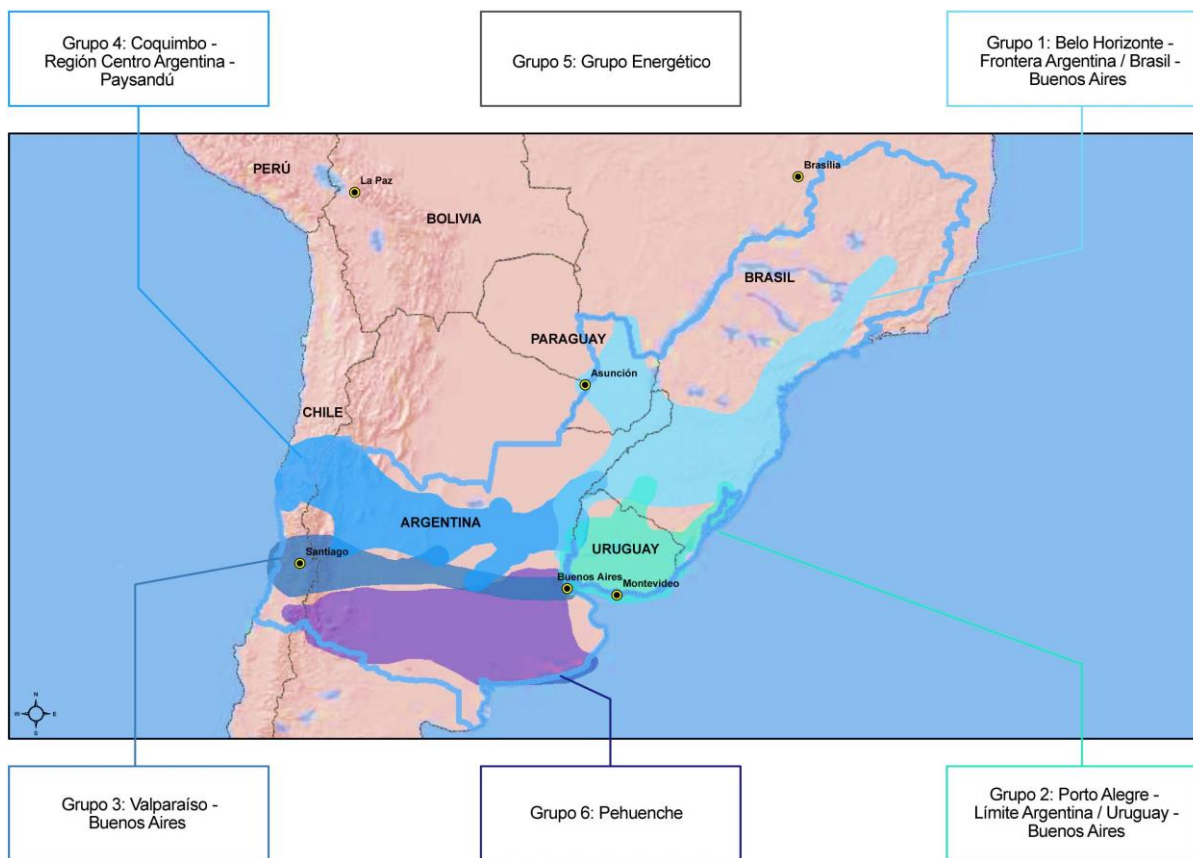 Grupo 4: Coquimbo -
Región Centro Argentina -
Paysandú
Grupo 5: Grupo Energético
Grupo 1: Belo Horizonte -
Frontera Argentina / Brasil -
Buenos Aires
PERÚ
La Paz
BOLIVIA
Brasilia
BRASIL
PARAGUAY
Asunción
CHILE
ARGENTINA
URUGUAY
Santiago
Buenos Aires
Montevideo
N
W
E
S
Grupo 3: Valparaíso -
Buenos Aires
Grupo 6: Pehuenche
Grupo 2: Porto Alegre -
Límite Argentina / Uruguay -
Buenos Aires